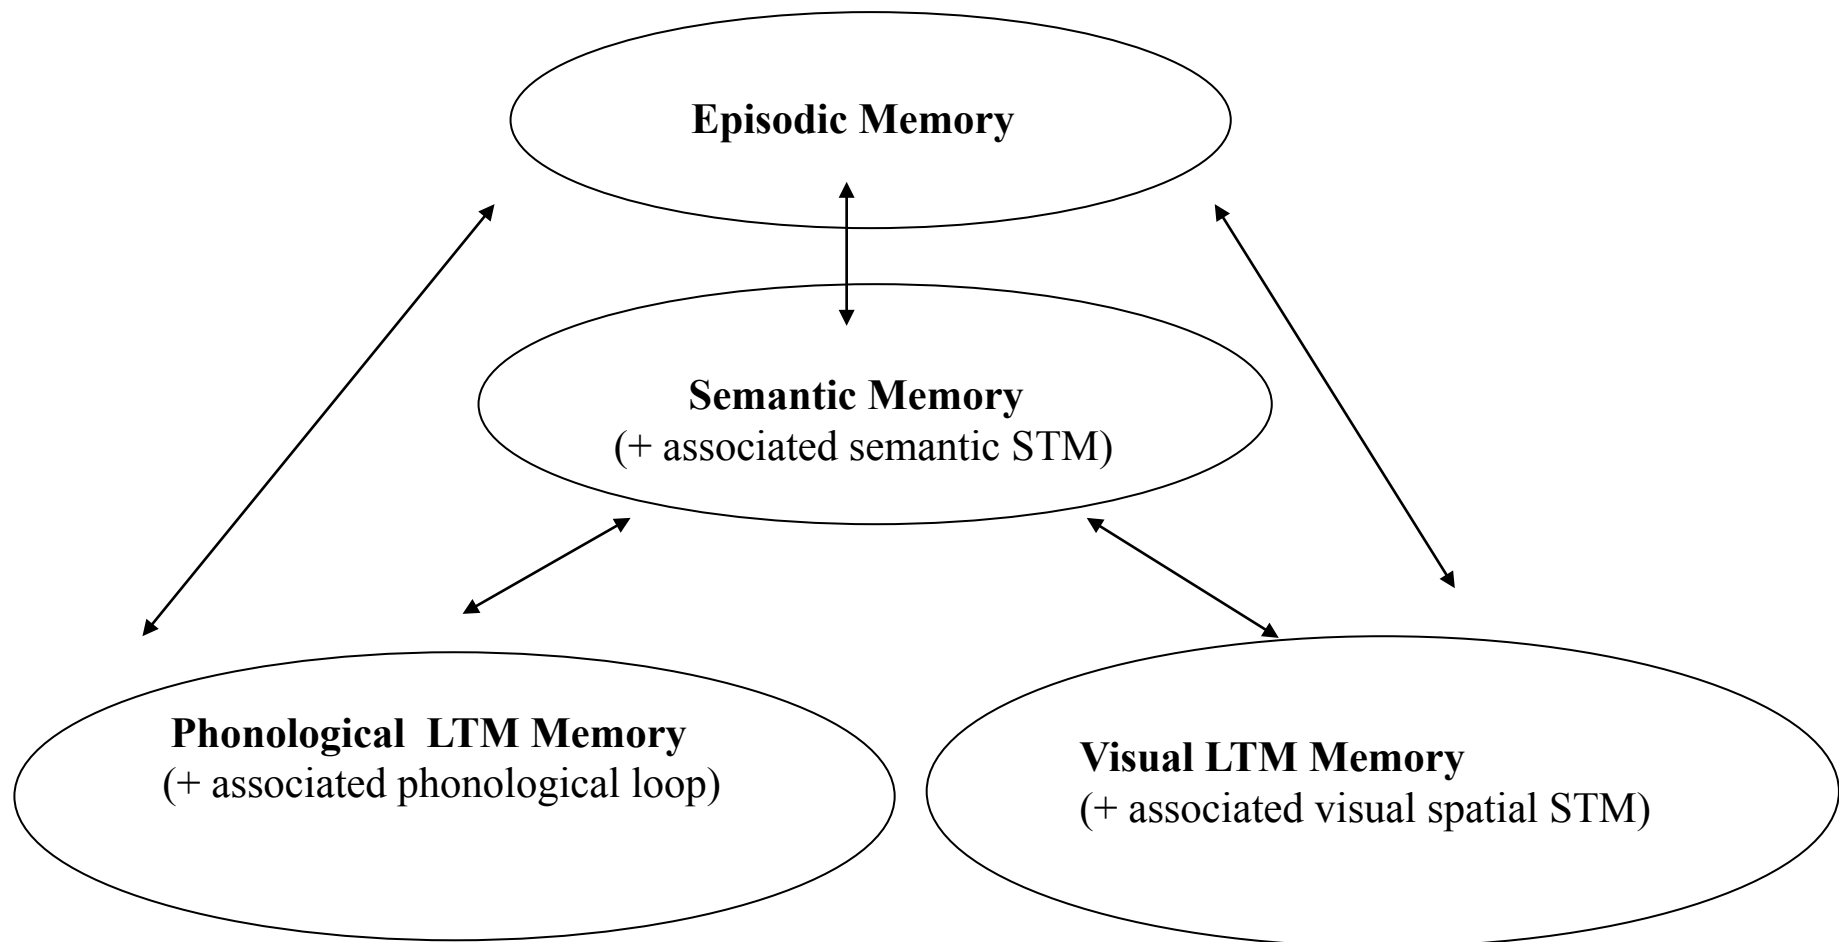 Episodic Memory
Semantic Memory
(+ associated semantic STM)
Phonological  LTM Memory
(+ associated phonological loop)
Visual LTM Memory
(+ associated visual spatial STM)